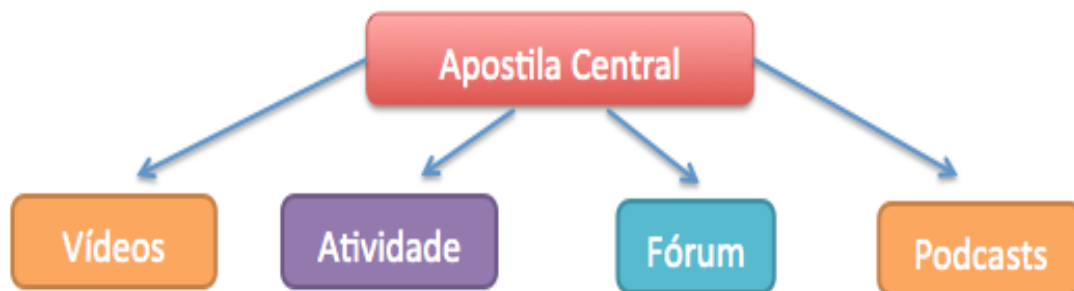 Apostila Central
Vídeos
Atividade
Fórum
Podcasts